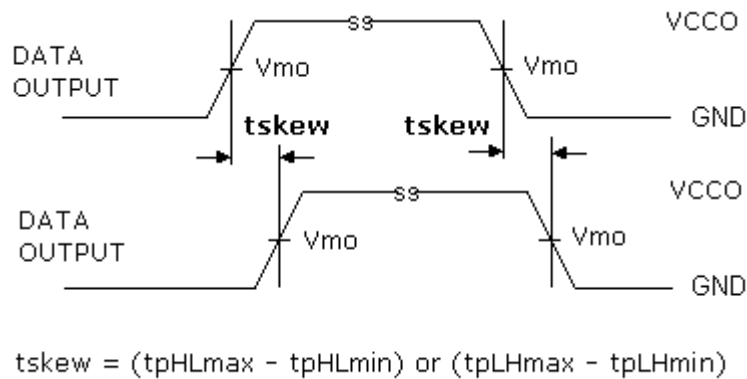 VCCO
DATA
OUTPUT
Vmo
Vmo
GND
tskew
tskew
VCCO
DATA
OUTPUT
Vmo
Vmo
GND
tskew = (tpHLmax - tpHLmin) or (tpLHmax - tpLHmin)